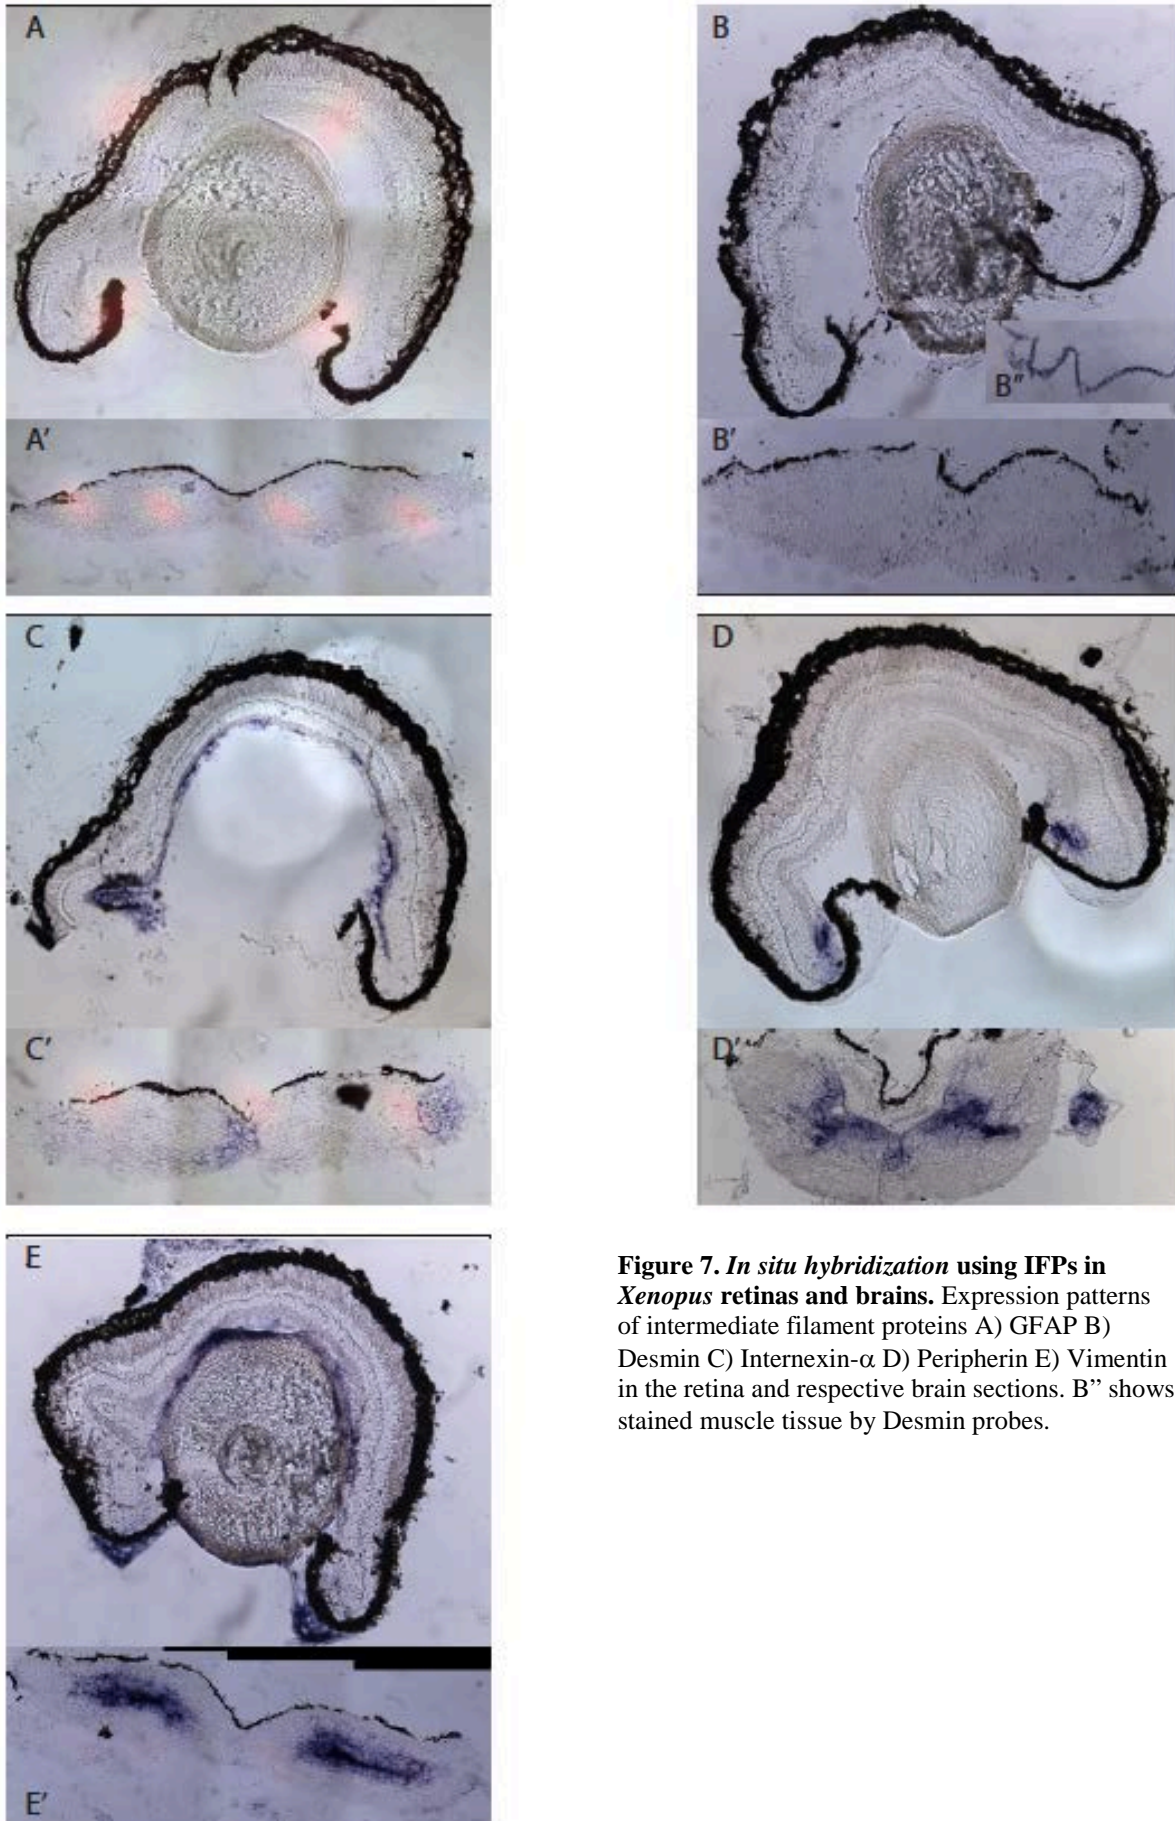 A
B
B"
A'
B'
C
D
C'
D'
E
Figure 7. In situ hybridization using IFPs in
Xenopus retinas and brains. Expression patterns
of intermediate filament proteins A) GFAP B)
Desmin C) Internexin-α D) Peripherin E) Vimentin
in the retina and respective brain sections. B” shows
stained muscle tissue by Desmin probes.
E'